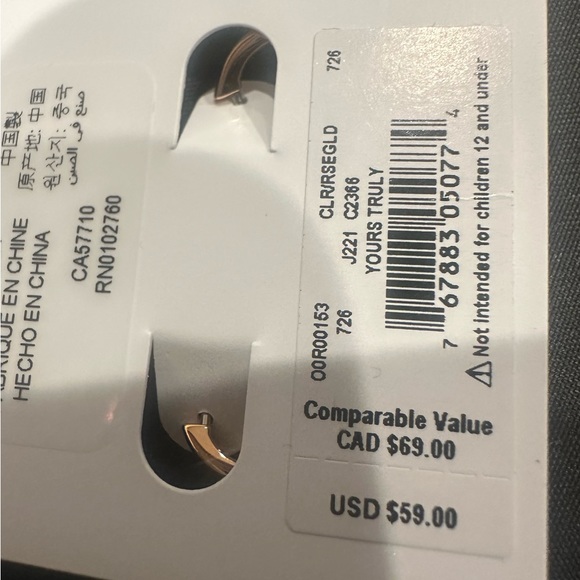 中国製
原产地: 中国
원산지: 중국
صنع في الصين
FABRIQUE EN CHINE
HECHO EN CHINA
CA57710
RN0102760
726
CLR/RSEGLD
J221 C2366
YOURS TRULY
O0R00153
726
7 67883 05077 4
⚠Not intended for children 12 and under
Comparable Value
CAD $69.00
USD $59.00